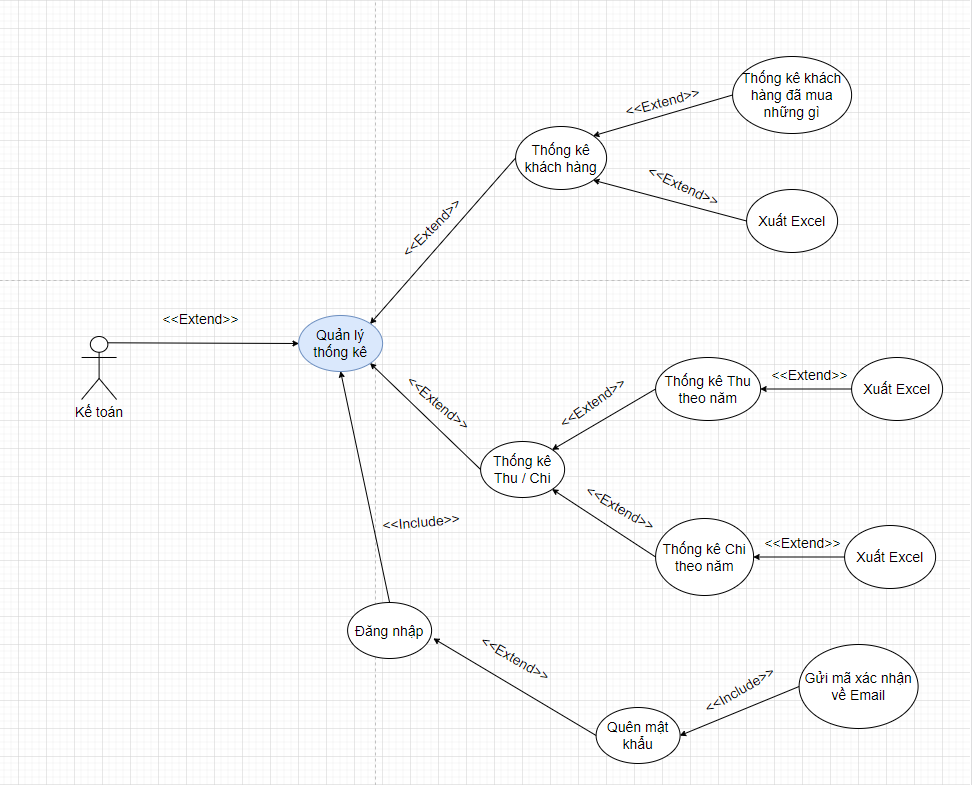 Thống kê khách
hàng đã mua
những gì
<<Extend>>
Thống kê
khách hàng
<<Extend>>
Xuất Excel
<<Extend>>
<<Extend>>
Quản lý
thống kê
Kế toán
<<Extend>>
<<Extend>>
Thống kê Thu
theo năm
<<Extend>>
Xuất Excel
Thống kê
Thu / Chi
<<Extend>>
<<Include>>
Thống kê Chi
theo năm
<<Extend>>
Xuất Excel
Đăng nhập
<<Extend>>
<<Include>>
Gửi mã xác nhận
về Email
Quên mật
khẩu